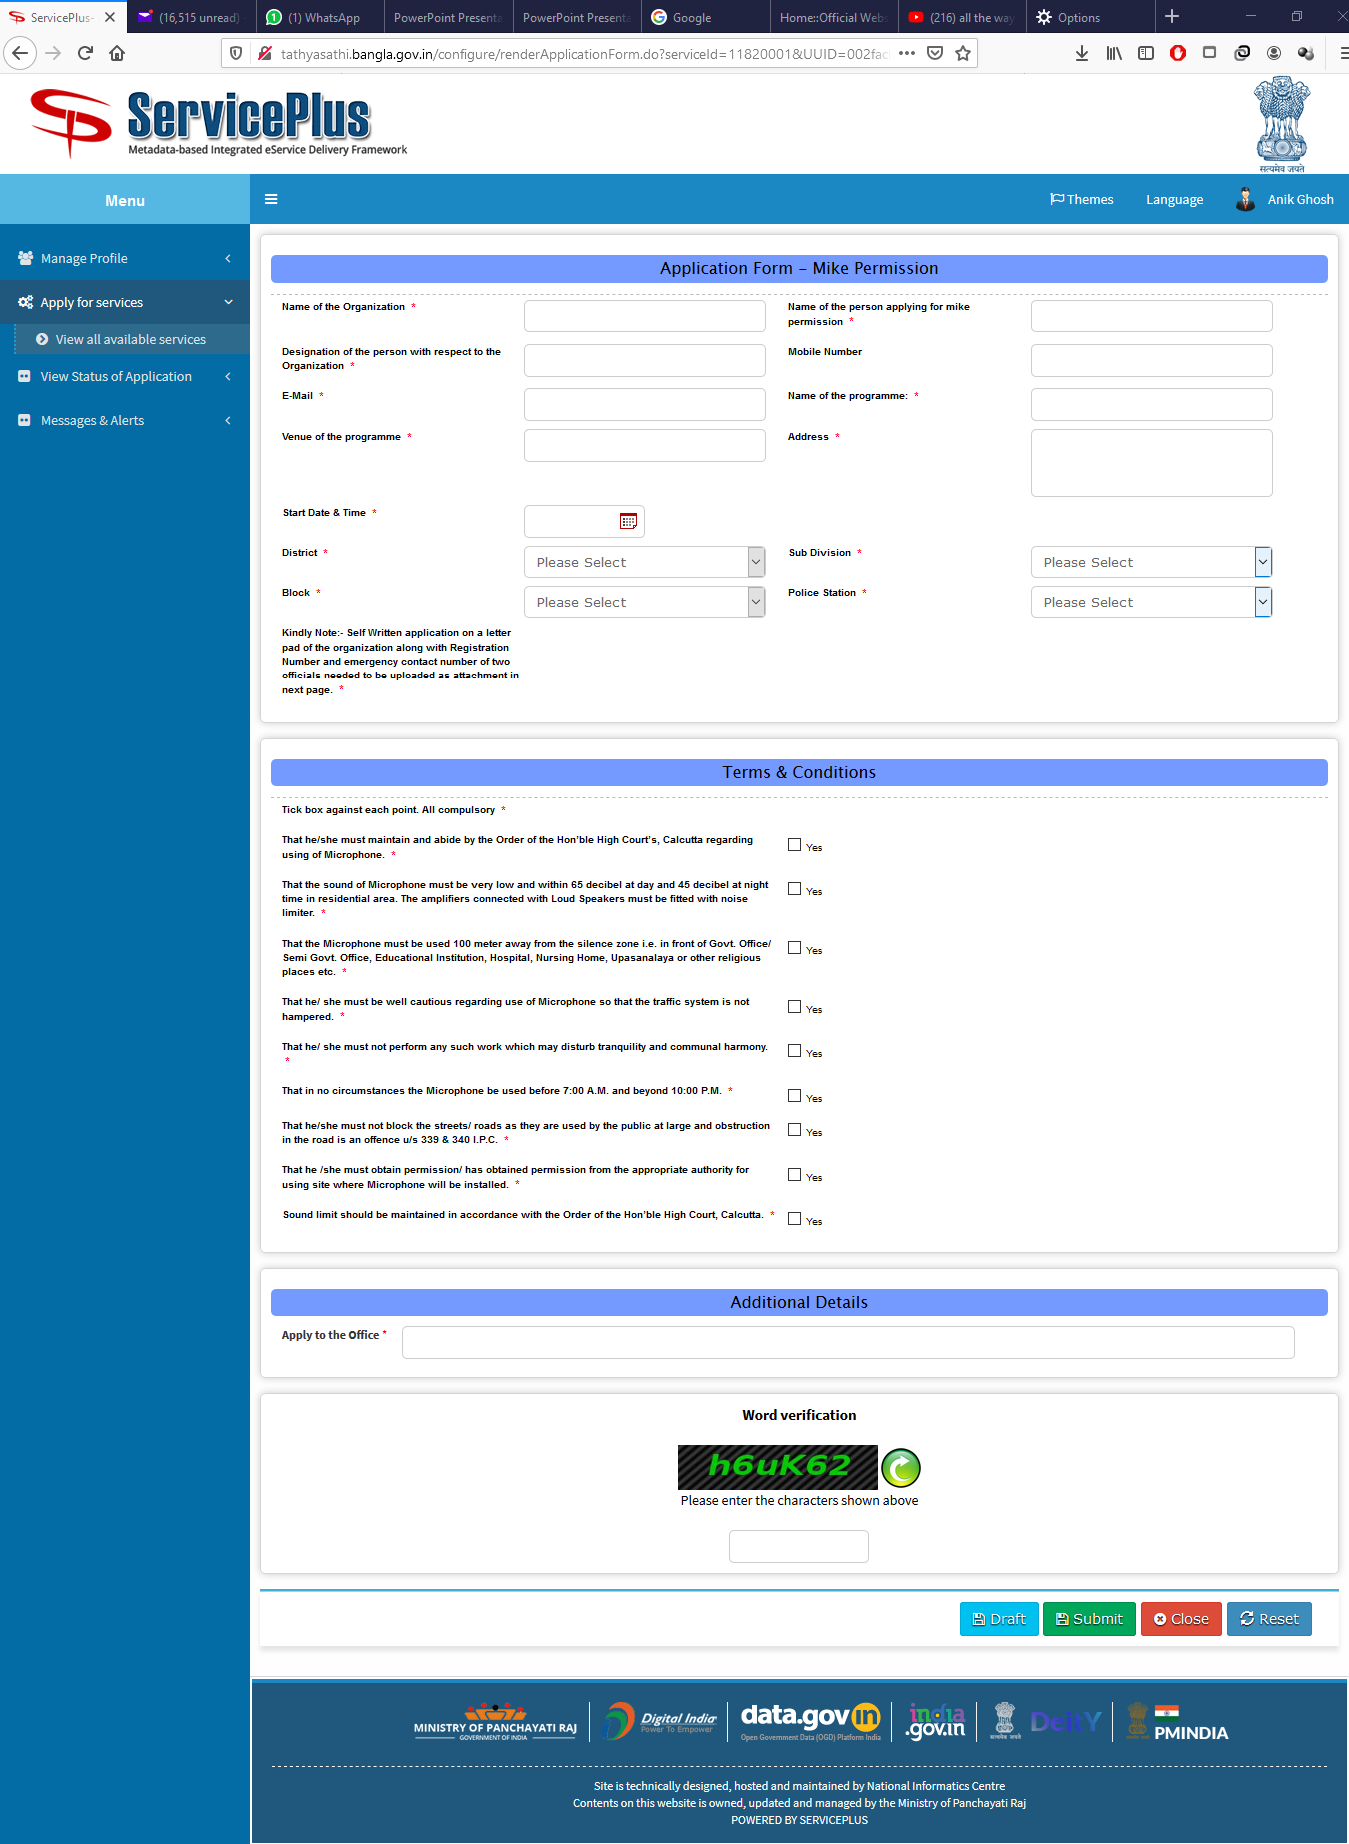 ServicePlus-
(16,515 unread)
(1) WhatsApp
PowerPoint Presenta
PowerPoint Presenta
Google
Home::Official Web
(216) all the way
Options
tathyasathi.bangla.gov.in/configure/renderApplicationForm.do?serviceId=11820001&UUID=002fac
ServicePlus
Metadata-based Integrated eService Delivery Framework
सत्यमेव जयते
Menu
Themes
Language
Anik Ghosh
Manage Profile
Apply for services
View all available services
View Status of Application
Messages & Alerts
Application Form – Mike Permission
Name of the Organization *
Name of the person applying for mike
permission *
Designation of the person with respect to the
Organization *
Mobile Number
E-Mail *
Name of the programme: *
Venue of the programme *
Address *
Start Date & Time *
District *
Please Select
Sub Division *
Please Select
Block *
Please Select
Police Station *
Please Select
Kindly Note:- Self Written application on a letter
pad of the organization along with Registration
Number and emergency contact number of two
officials needed to be uploaded as attachment in
next page. *
Terms & Conditions
Tick box against each point. All compulsory *
That he/she must maintain and abide by the Order of the Hon'ble High Court's, Calcutta regarding
using of Microphone. *
Yes
That the sound of Microphone must be very low and within 65 decibel at day and 45 decibel at night
time in residential area. The amplifiers connected with Loud Speakers must be fitted with noise
limiter. *
Yes
That the Microphone must be used 100 meter away from the silence zone i.e. in front of Govt. Office/
Semi Govt. Office, Educational Institution, Hospital, Nursing Home, Upasanalaya or other religious
places etc. *
Yes
That he/ she must be well cautious regarding use of Microphone so that the traffic system is not
hampered. *
Yes
That he/ she must not perform any such work which may disturb tranquility and communal harmony.
*
Yes
That in no circumstances the Microphone be used before 7:00 A.M. and beyond 10:00 P.M. *
Yes
That he/she must not block the streets/ roads as they are used by the public at large and obstruction
in the road is an offence u/s 339 & 340 I.P.C. *
Yes
That he /she must obtain permission/ has obtained permission from the appropriate authority for
using site where Microphone will be installed. *
Yes
Sound limit should be maintained in accordance with the Order of the Hon'ble High Court, Calcutta. *
Yes
Additional Details
Apply to the Office *
Word verification
h6uK62
Please enter the characters shown above
Draft
Submit
Close
Reset
MINISTRY OF PANCHAYATI RAJ
GOVERNMENT OF INDIA
Digital India
Power To Empower
data.gov in
Open Government Data (OGD) Platform India
india
.gov.in
सत्यमेव जयते
DeitY
PMINDIA
Site is technically designed, hosted and maintained by National Informatics Centre
Contents on this website is owned, updated and managed by the Ministry of Panchayati Raj
POWERED BY SERVICEPLUS